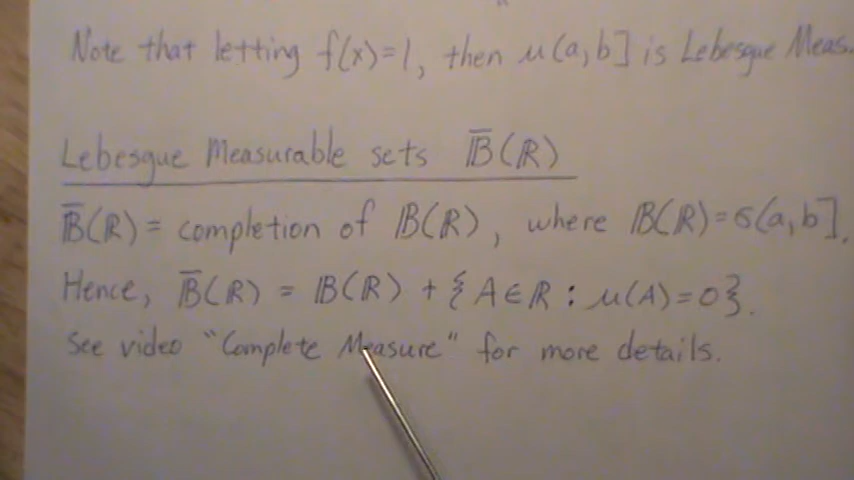 Note that letting f(x)=1, then μ(a,b] is Lebesgue Meas.
Lebesgue Measurable sets B̅(ℝ)
B̅(ℝ) = completion of B(ℝ), where B(ℝ)=σ(a,b].
Hence, B̅(ℝ) = B(ℝ) + {A∈ℝ : μ(A)=0}.
See video "Complete Measure" for more details.